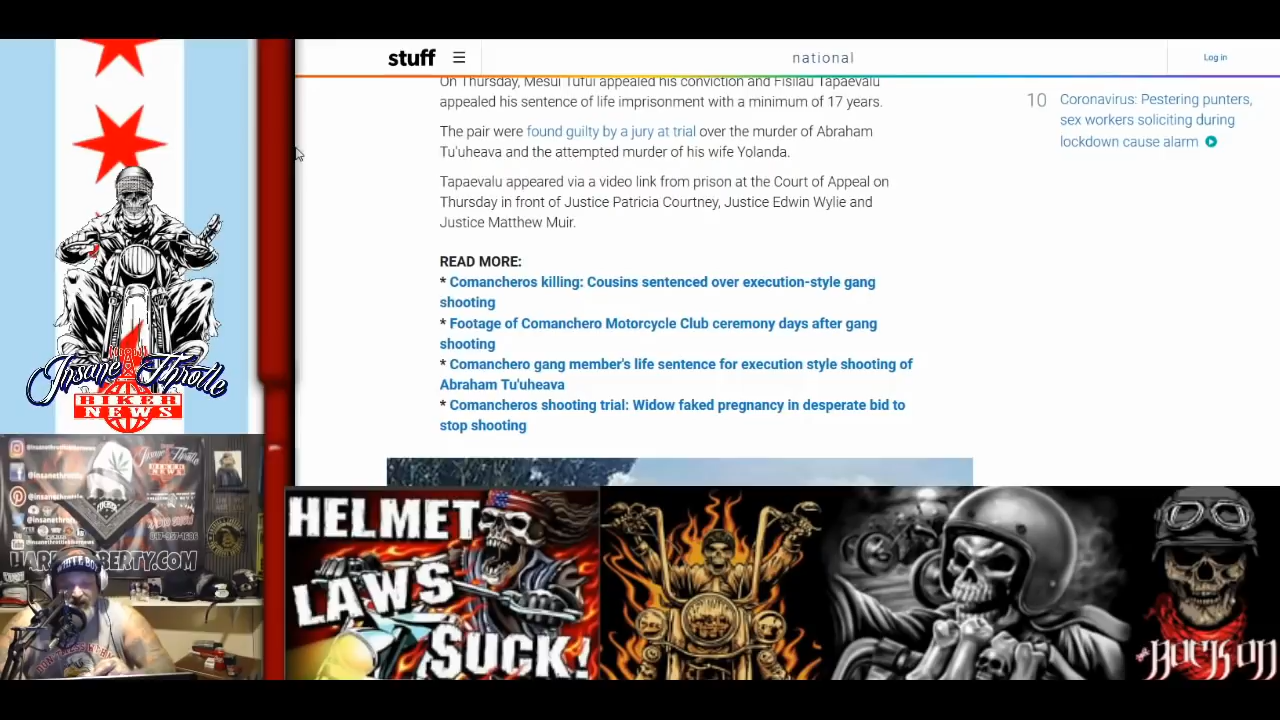 stuff
national
Log in
On Thursday, Mesui Tufui appealed his conviction and Fisilau Tapaevalu
appealed his sentence of life imprisonment with a minimum of 17 years.
The pair were found guilty by a jury at trial over the murder of Abraham
Tu'uheava and the attempted murder of his wife Yolanda.
Tapaevalu appeared via a video link from prison at the Court of Appeal on
Thursday in front of Justice Patricia Courtney, Justice Edwin Wylie and
Justice Matthew Muir.
READ MORE:
* Comancheros killing: Cousins sentenced over execution-style gang
shooting
* Footage of Comanchero Motorcycle Club ceremony days after gang
shooting
* Comanchero gang member's life sentence for execution style shooting of
Abraham Tu'uheava
* Comancheros shooting trial: Widow faked pregnancy in desperate bid to
stop shooting
10 Coronavirus: Pestering punters,
sex workers soliciting during
lockdown cause alarm
Insane Throttle
BIKER
NEWS
HELMET
LAWS
SUCK!